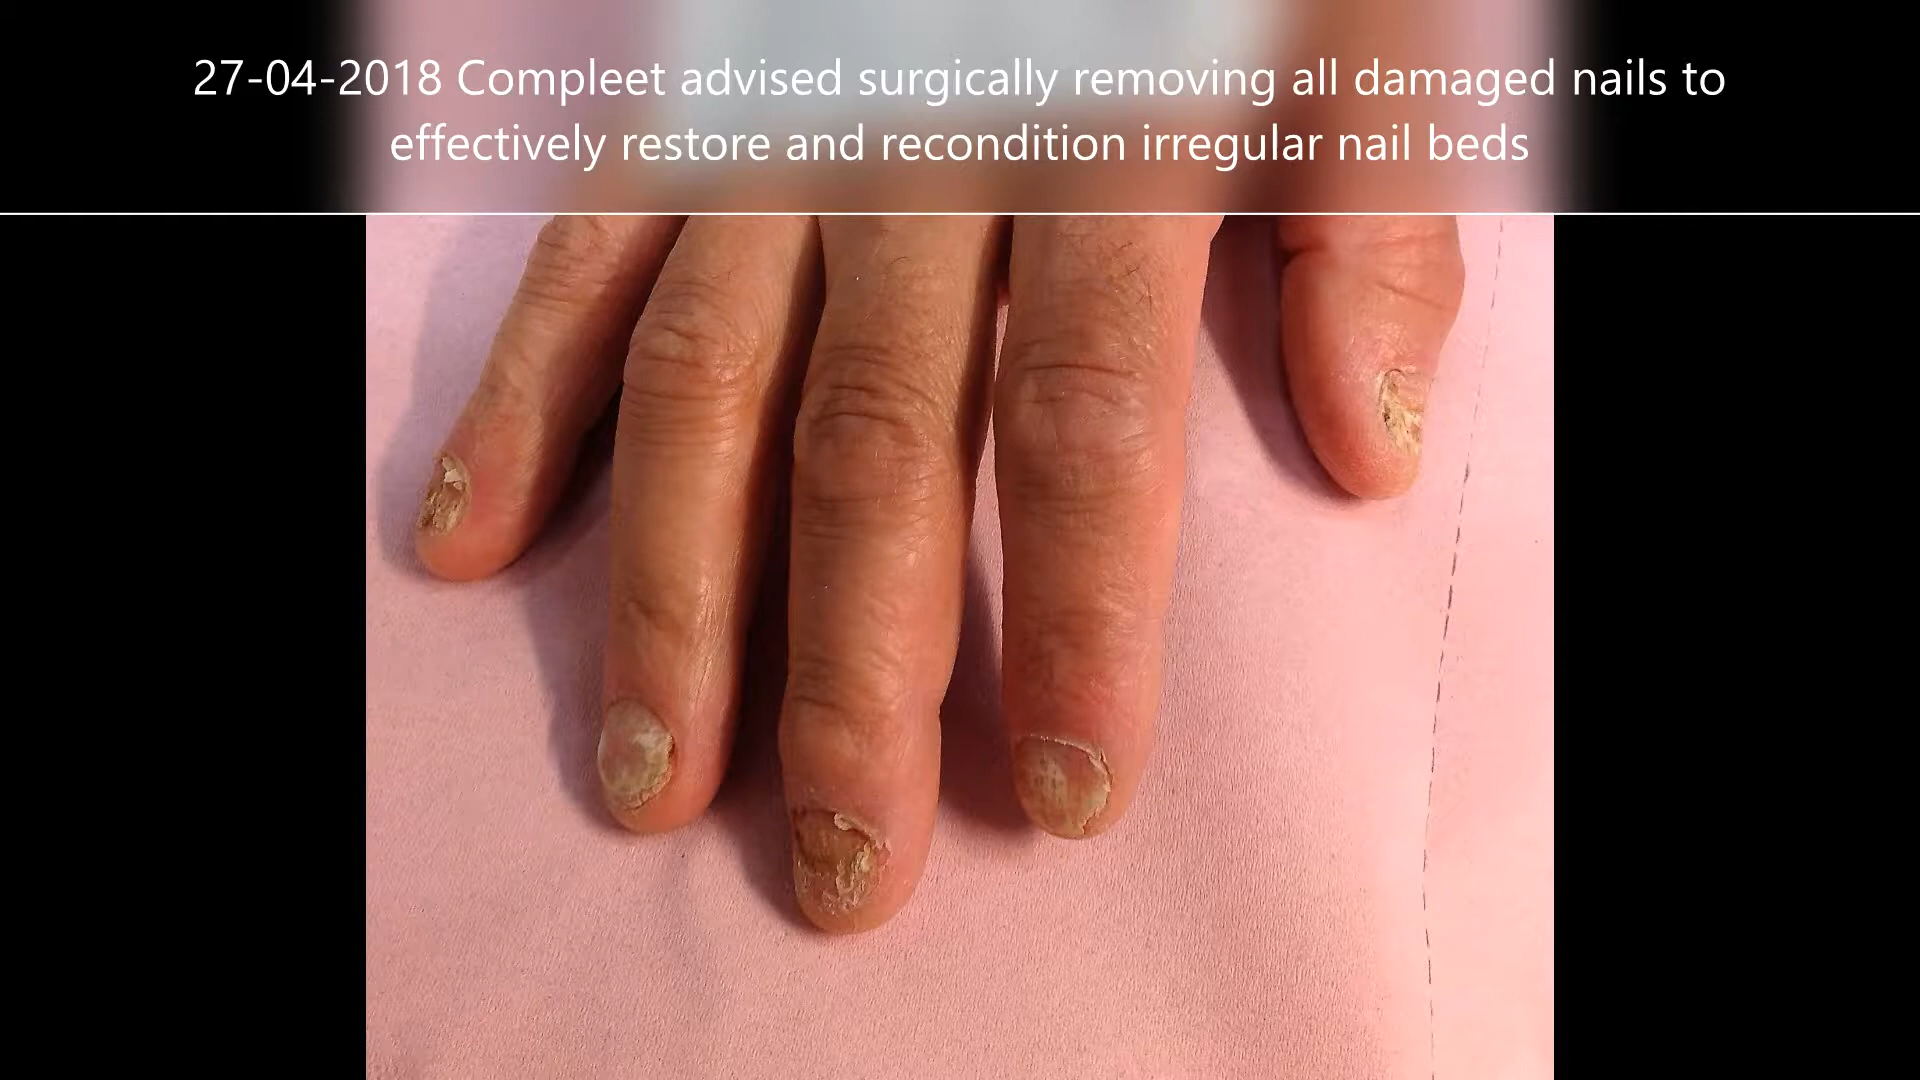 27-04-2018 Compleet advised surgically removing all damaged nails to
effectively restore and recondition irregular nail beds